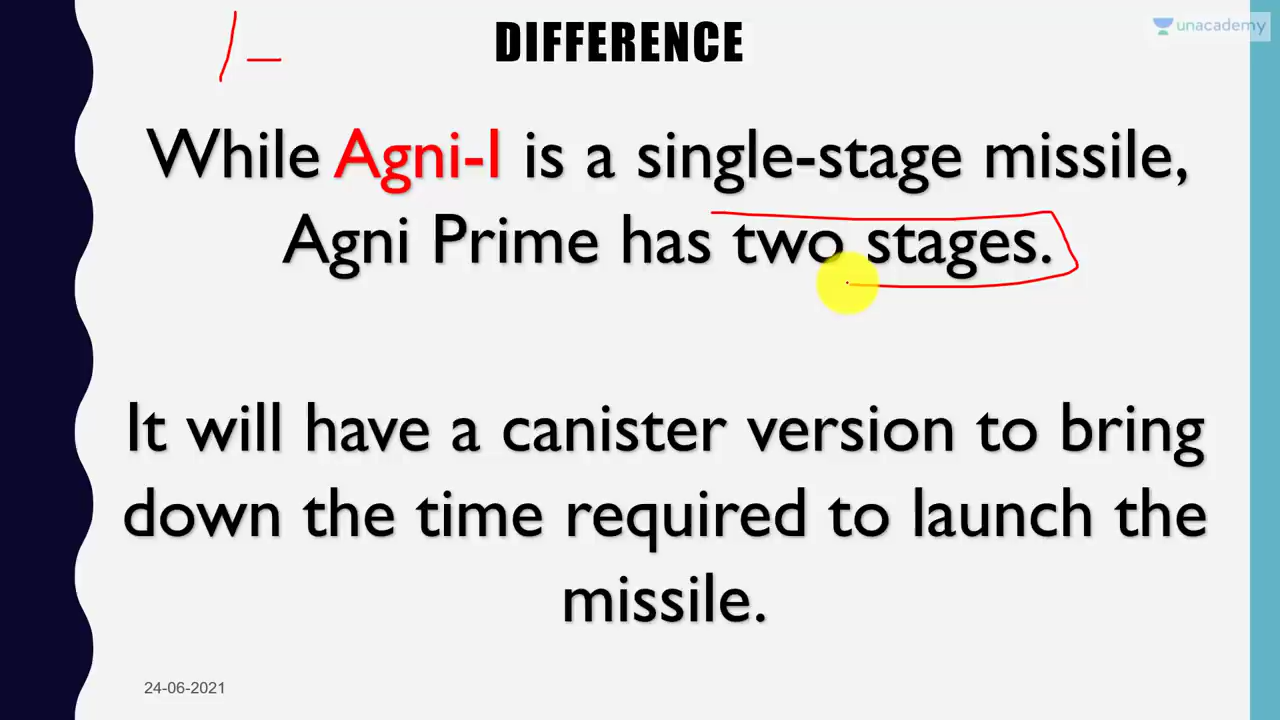 unacademy
DIFFERENCE
While Agni-I is a single-stage missile,
Agni Prime has two stages.
It will have a canister version to bring
down the time required to launch the
missile.
24-06-2021